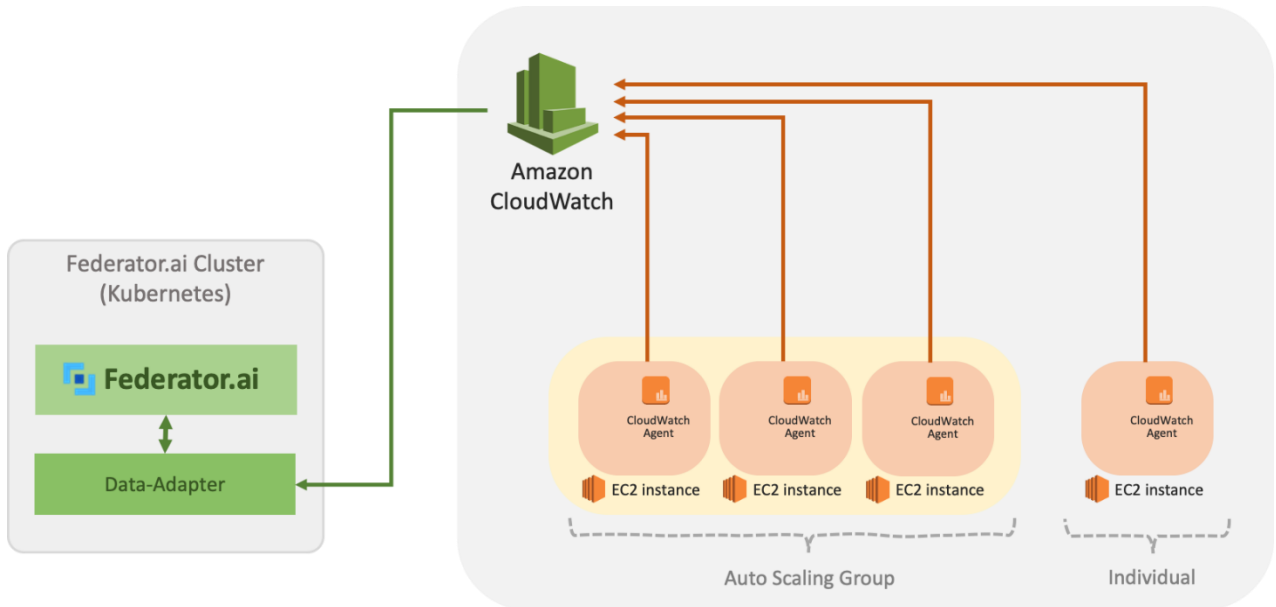 Amazon
CloudWatch
Federator.ai Cluster
(Kubernetes)
Federator.ai
Data-Adapter
CloudWatch
Agent
CloudWatch
Agent
CloudWatch
Agent
CloudWatch
Agent
EC2 instance
EC2 instance
EC2 instance
EC2 instance
Auto Scaling Group
Individual